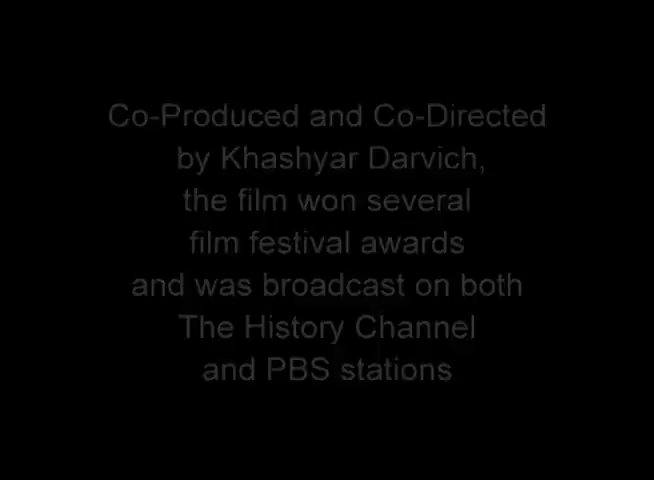 Co-Produced and Co-Directed
by Khashyar Darvich,
the film won several
film festival awards
and was broadcast on both
The History Channel
and PBS stations